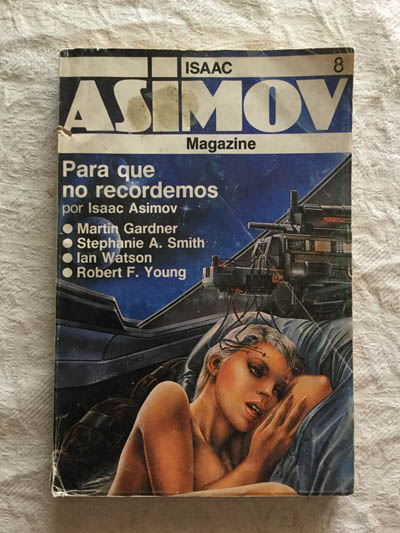 ISAAC
8
ASIMOV
Magazine
Para que
no recordemos
por Isaac Asimov
Martin Gardner
Stephanie A. Smith
Ian Watson
Robert F. Young